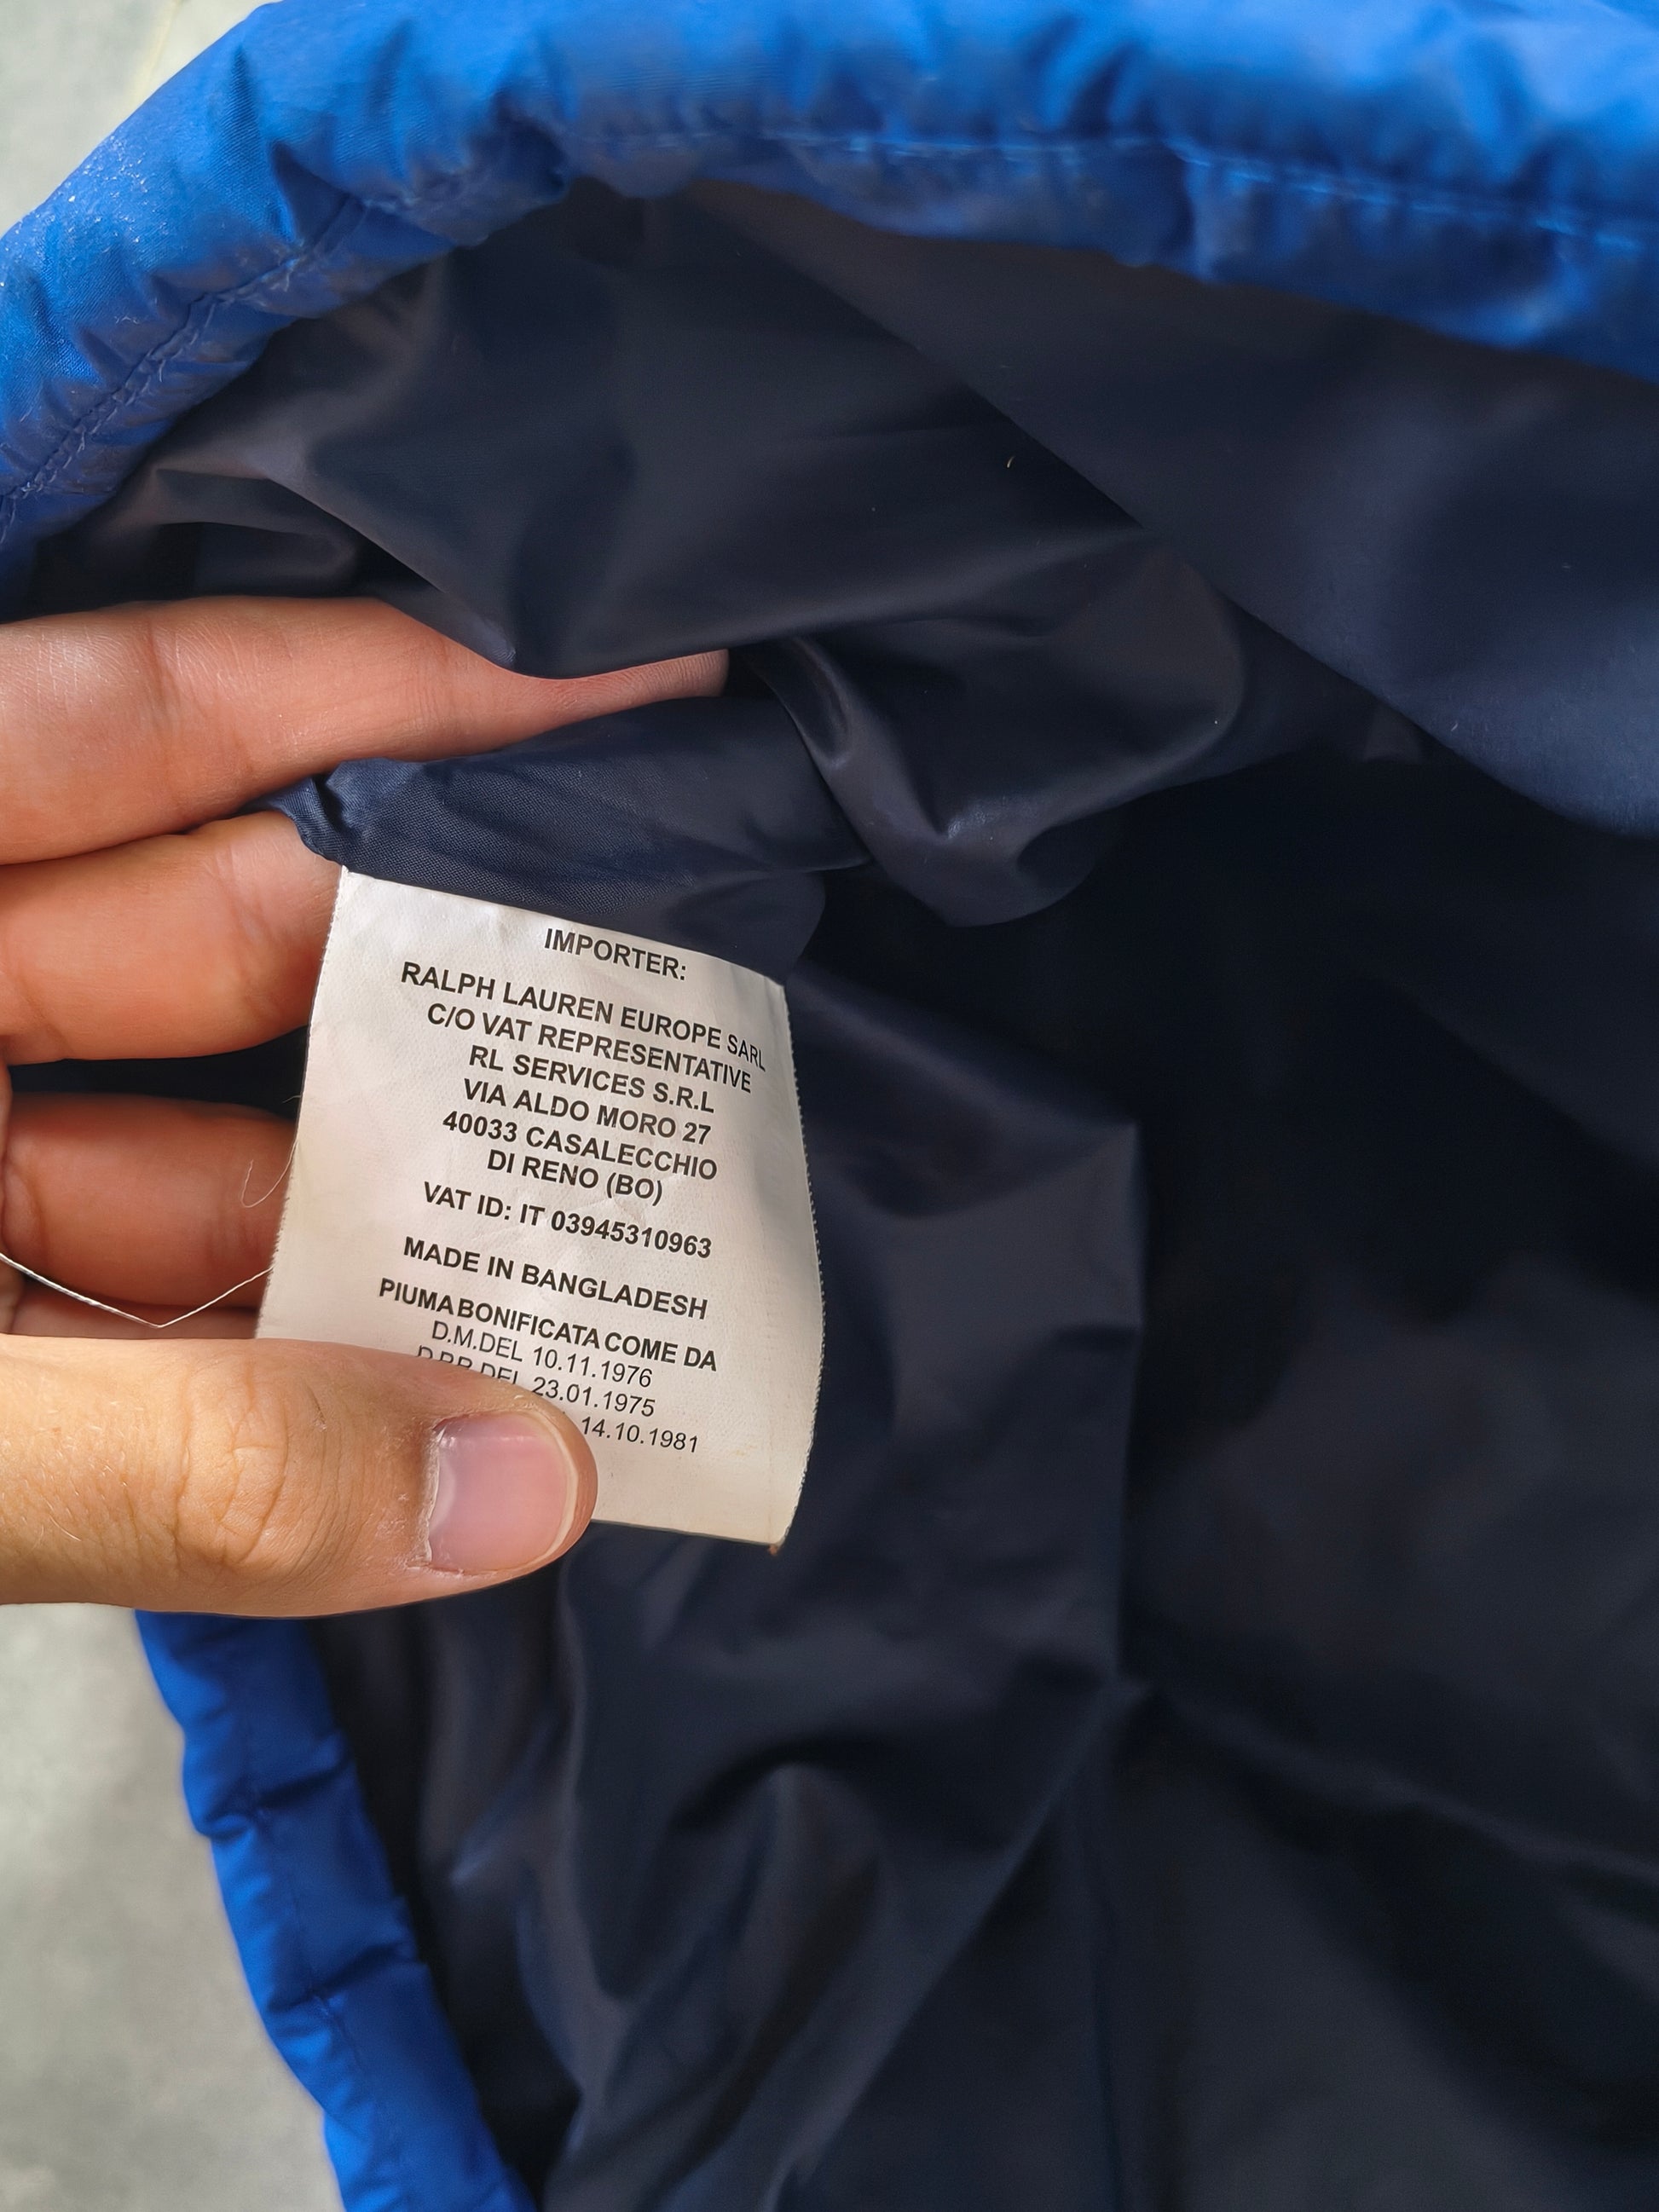 IMPORTER:
RALPH LAUREN EUROPE SARL
C/O VAT REPRESENTATIVE
RL SERVICES S.R.L
VIA ALDO MORO 27
40033 CASALECCHIO
DI RENO (BO)
VAT ID: IT 03945310963
MADE IN BANGLADESH
PIUMA BONIFICATA COME DA
D.M.DEL 10.11.1976
D.P.R DEL 23.01.1975
14.10.1981